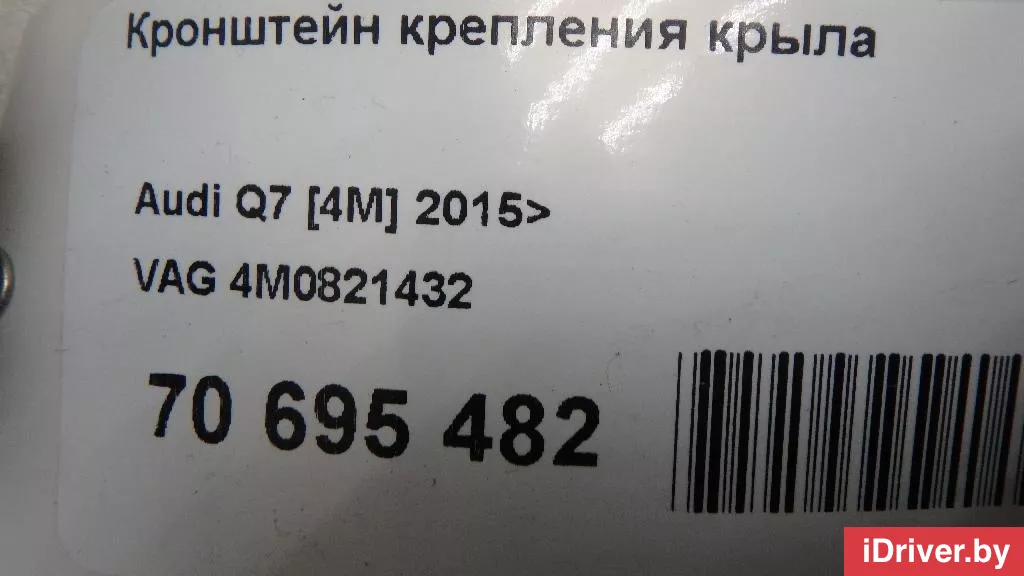 Кронштейн крепления крыла
Audi Q7 [4M] 2015>
VAG 4M0821432
70 695 482
iDriver.by